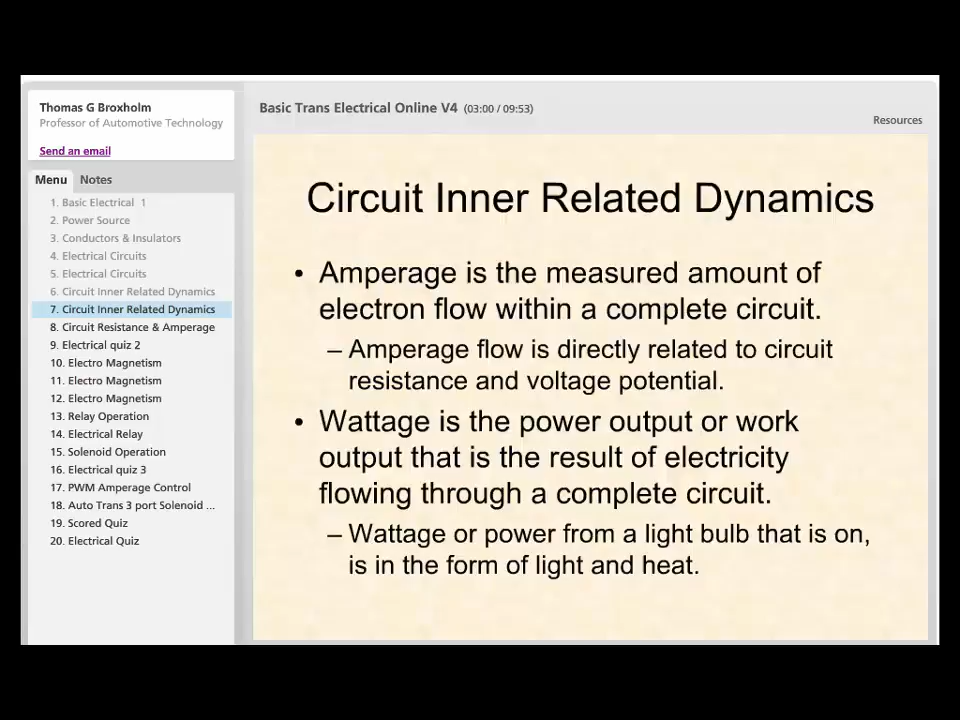 Thomas G Broxholm
Professor of Automotive Technology
Send an email
Menu Notes
1. Basic Electrical 1
2. Power Source
3. Conductors & Insulators
4. Electrical Circuits
5. Electrical Circuits
6. Circuit Inner Related Dynamics
7. Circuit Inner Related Dynamics
8. Circuit Resistance & Amperage
9. Electrical quiz 2
10. Electro Magnetism
11. Electro Magnetism
12. Electro Magnetism
13. Relay Operation
14. Electrical Relay
15. Solenoid Operation
16. Electrical quiz 3
17. PWM Amperage Control
18. Auto Trans 3 port Solenoid ...
19. Scored Quiz
20. Electrical Quiz
Basic Trans Electrical Online V4 (03:00 / 09:53)
Resources
Circuit Inner Related Dynamics
• Amperage is the measured amount of
electron flow within a complete circuit.
– Amperage flow is directly related to circuit
resistance and voltage potential.
• Wattage is the power output or work
output that is the result of electricity
flowing through a complete circuit.
– Wattage or power from a light bulb that is on,
is in the form of light and heat.